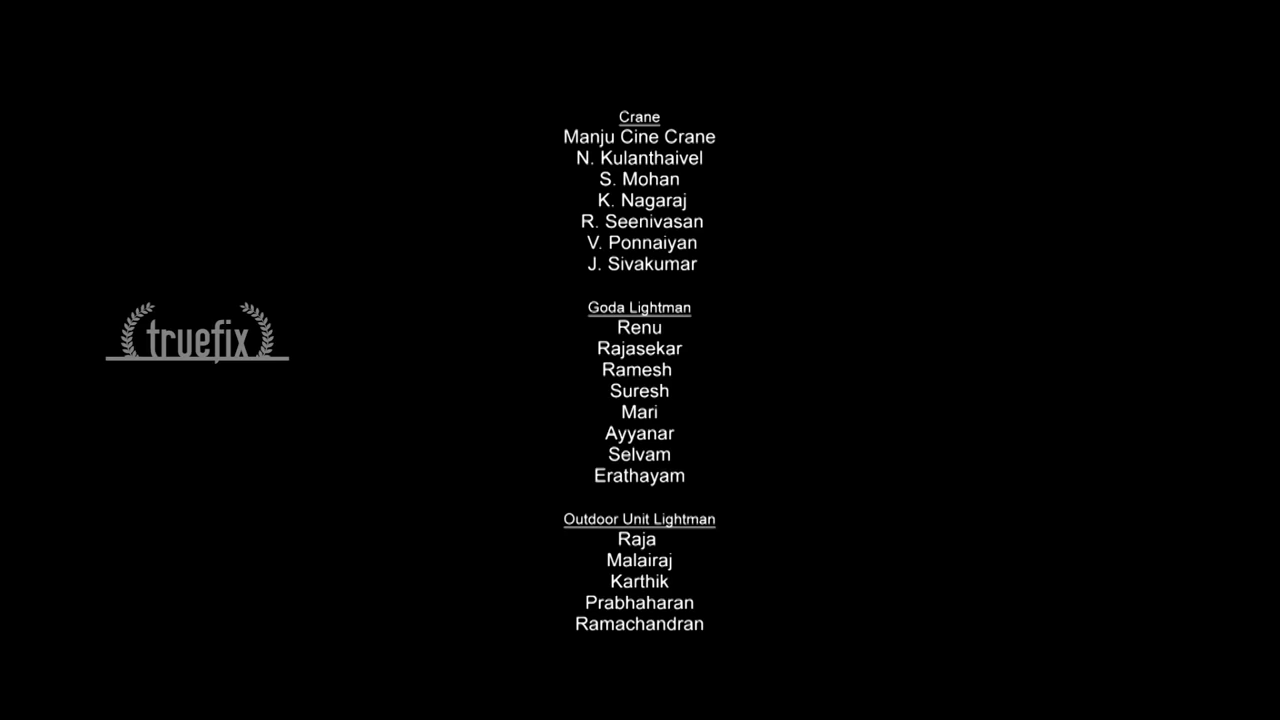 Crane
Manju Cine Crane
N. Kulanthaivel
S. Mohan
K. Nagaraj
R. Seenivasan
V. Ponnaiyan
J. Sivakumar
truefix
Goda Lightman
Renu
Rajasekar
Ramesh
Suresh
Mari
Ayyanar
Selvam
Erathayam
Outdoor Unit Lightman
Raja
Malairaj
Karthik
Prabhaharan
Ramachandran